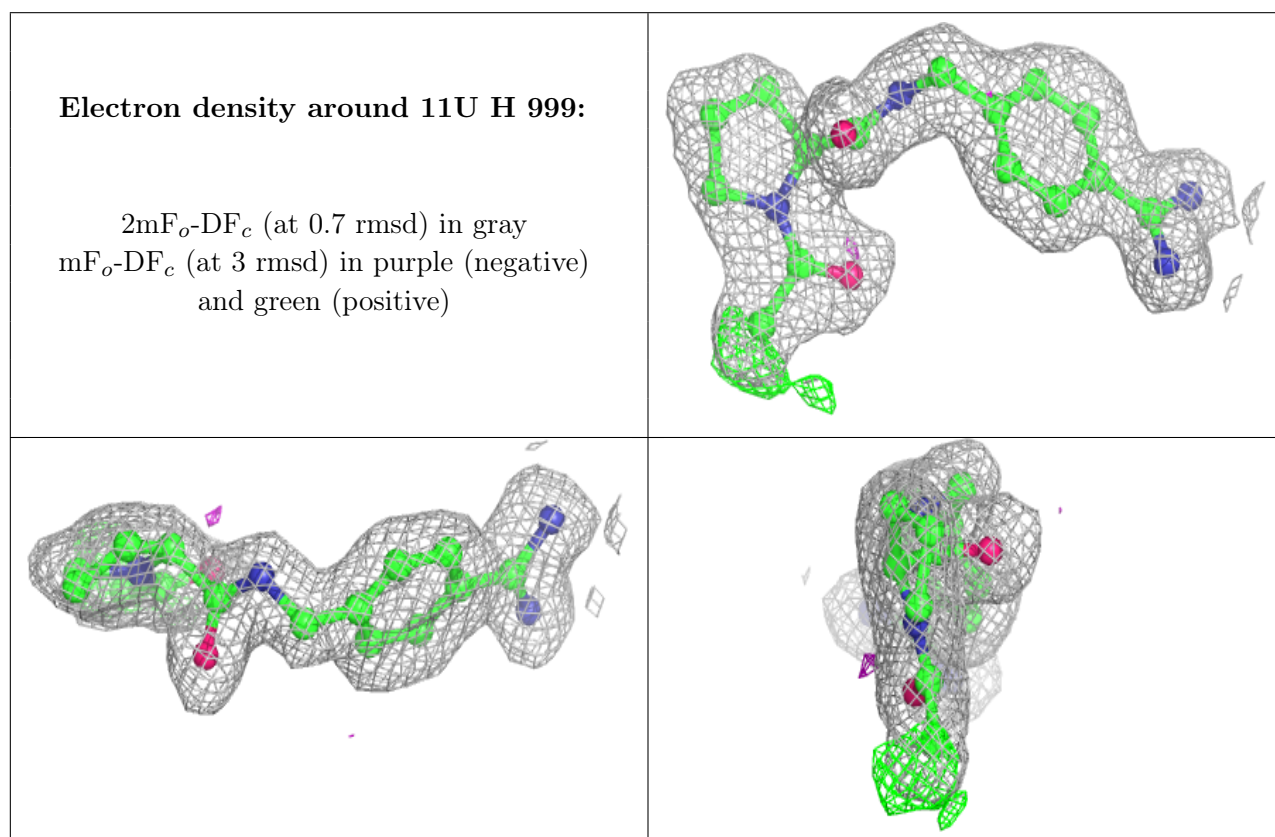 Electron density around 11U H 999:
2mFo-DFc (at 0.7 rmsd) in gray
mFo-DFc (at 3 rmsd) in purple (negative)
and green (positive)